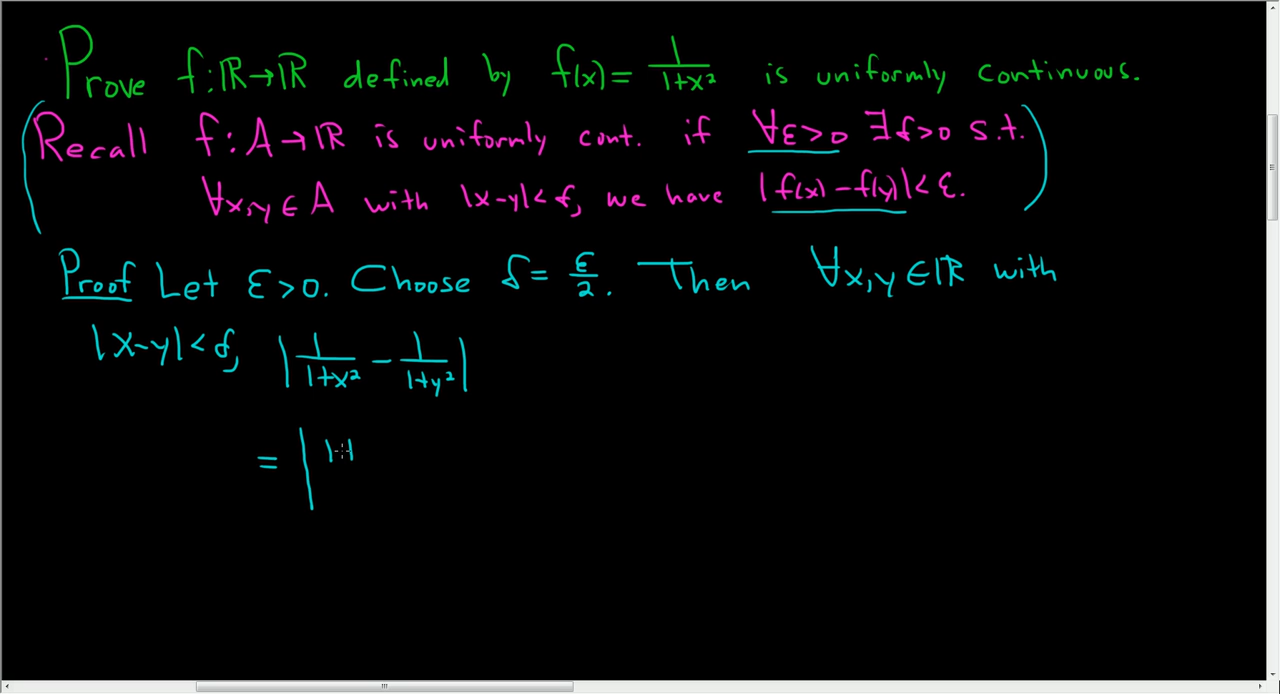 Prove f:ℝ→ℝ defined by f(x)= 1/(1+x²) is uniformly continuous.
(Recall f:A→ℝ is uniformly cont. if ∀ε>0 ∃δ>0 s.t.
∀x,y∈A with |x-y|<δ, we have |f(x)-f(y)|<ε.)
Proof Let ε>0. Choose δ= ε/2. Then ∀x,y∈ℝ with
|x-y|<δ, |1/(1+x²) - 1/(1+y²)|
= | 1+